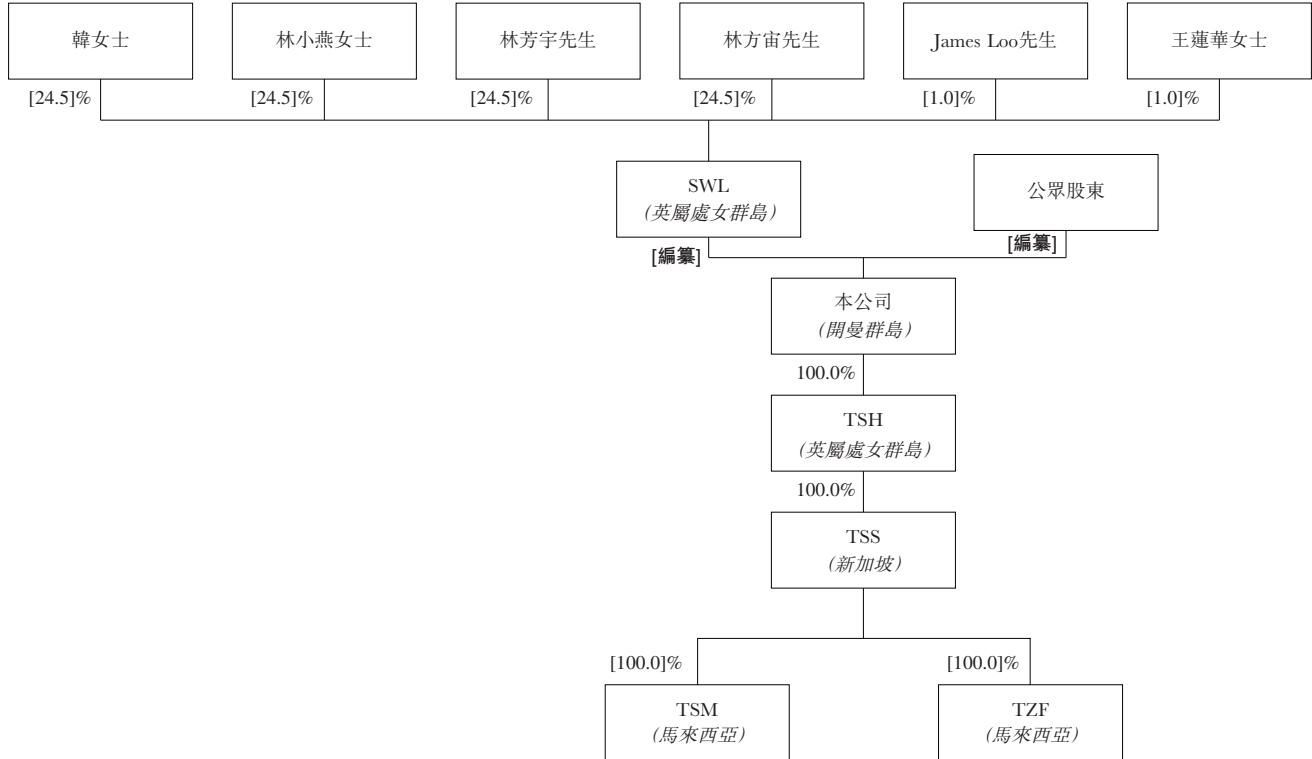 韓女士
林小燕女士
林芳宇先生
林方宙先生
James Loo先生
王蓮華女士
[24.5]%
[24.5]%
[24.5]%
[24.5]%
[1.0]%
[1.0]%
SWL
(英屬處女群島)
公眾股東
[編纂]
[編纂]
本公司
(開曼群島)
100.0%
TSH
(英屬處女群島)
100.0%
TSS
(新加坡)
[100.0]%
[100.0]%
TSM
(馬來西亞)
TZF
(馬來西亞)